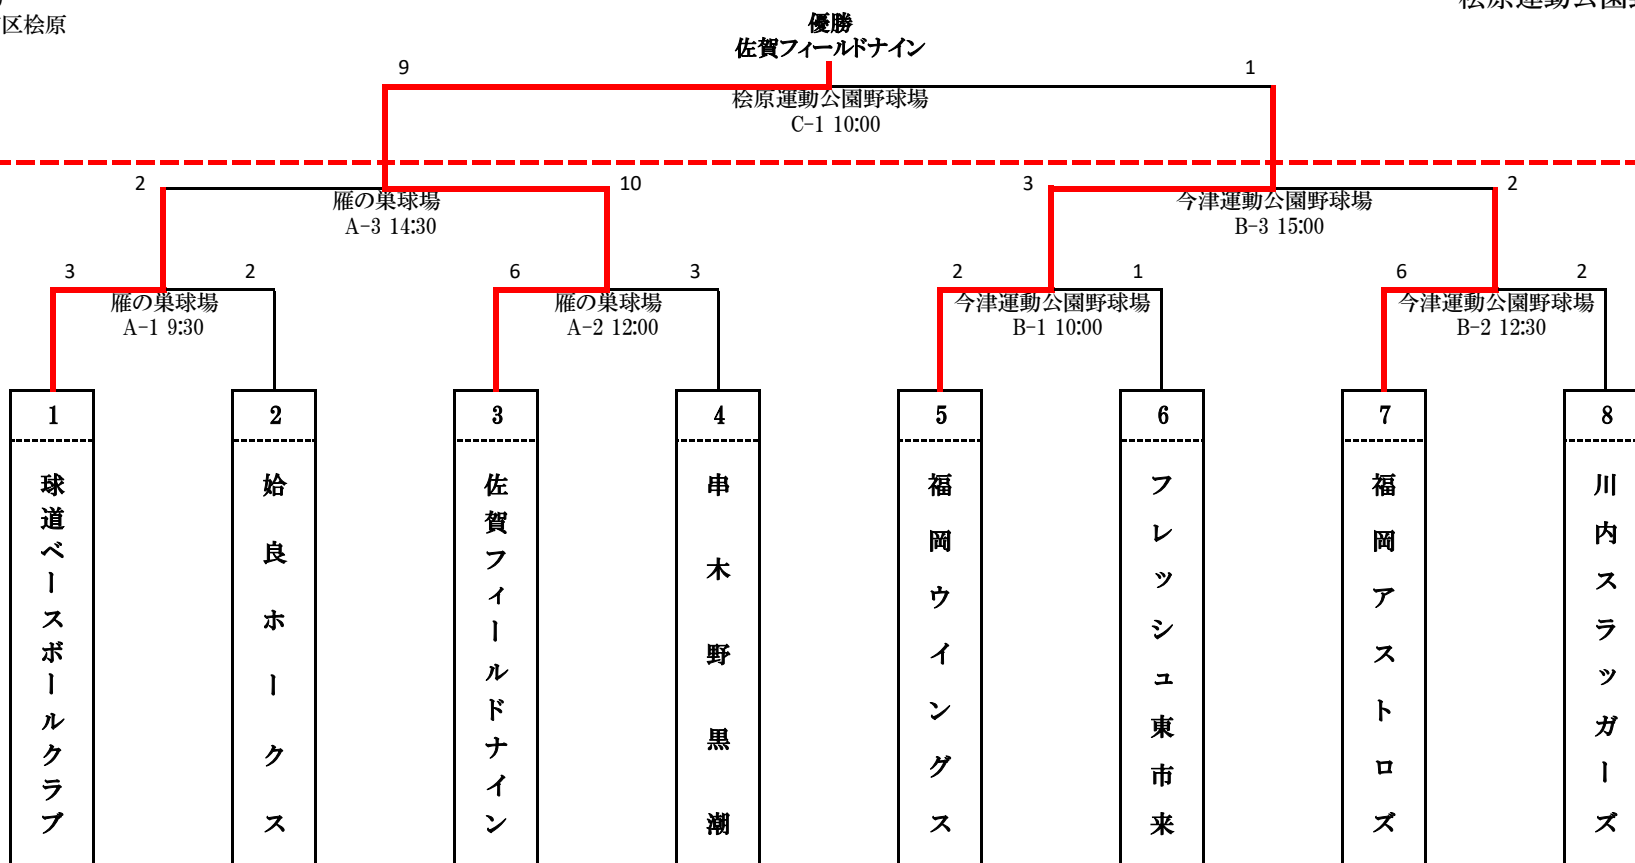 区桧原
優勝
佐賀フィールドナイン
9
1
桧原運動公園野球場
C-1 10:00
2
10
3
2
雁の巣球場
A-3 14:30
今津運動公園野球場
B-3 15:00
3
2
6
3
2
1
6
2
雁の巣球場
A-1 9:30
雁の巣球場
A-2 12:00
今津運動公園野球場
B-1 10:00
今津運動公園野球場
B-2 12:30
1
2
3
4
5
6
7
8
球道ベースボールクラブ
姶良ホークス
佐賀フィールドナイン
串木野黒潮
福岡ウイングス
フレッシュ東市来
福岡アストロズ
川内スラッガーズ